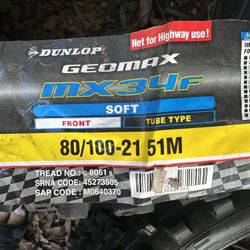 DUNLOP
Not for Highway use!
GEOMAX
MX34F
SOFT
FRONT TUBE TYPE
80/100-21 51M
TREAD NO.: c 8061 s
SRNA CODE: 45273505
SAP CODE : M0640370